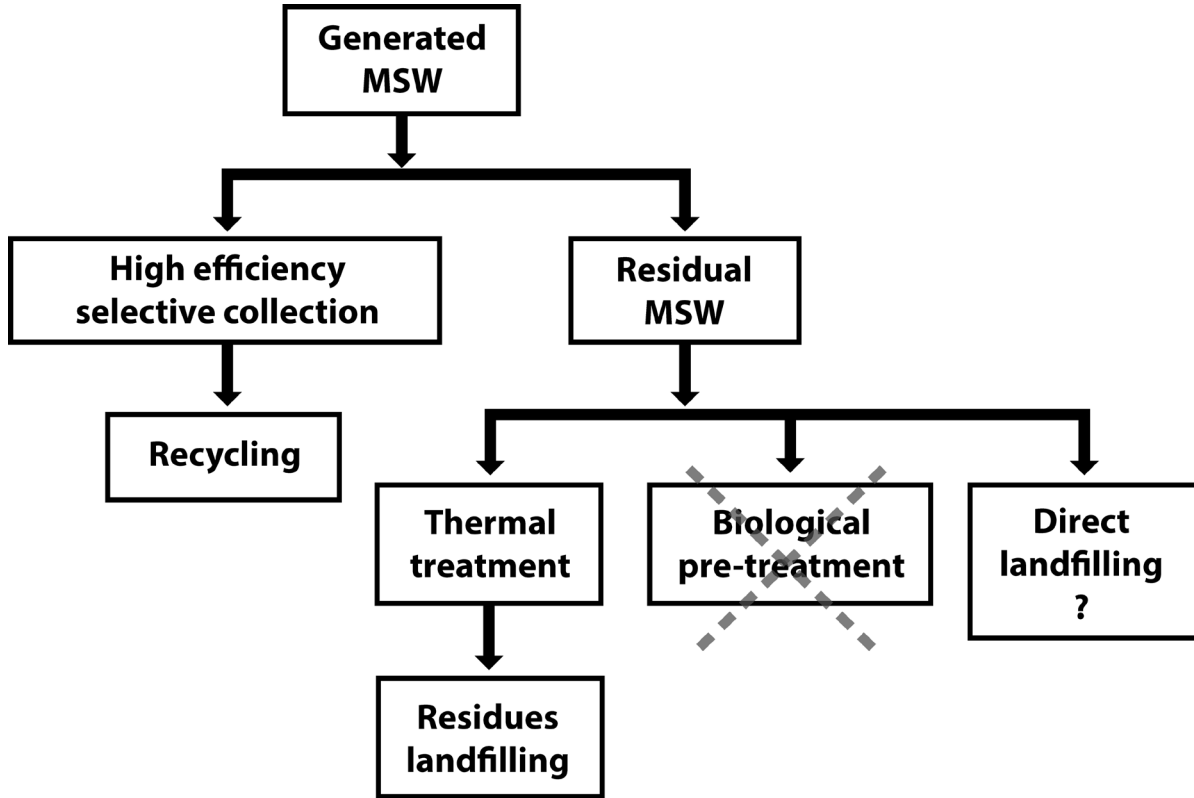 Generated
MSW
High efficiency
selective collection
Residual
MSW
Recycling
Thermal
treatment
Biological
pre-treatment
Direct
landfilling
?
Residues
landfilling